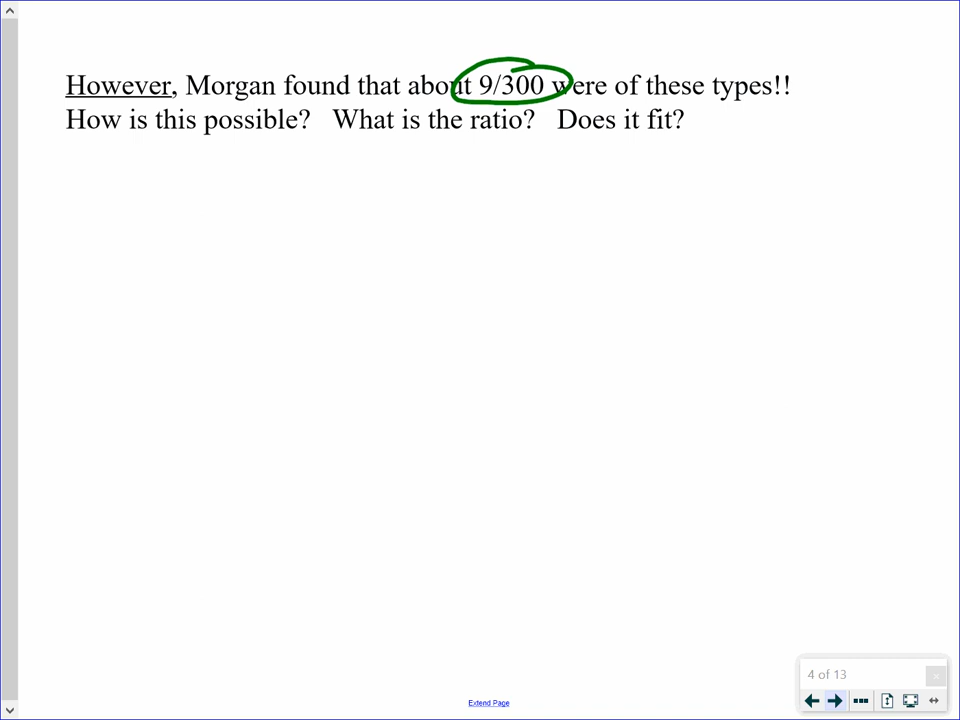 However, Morgan found that about 9/300 were of these types!!
How is this possible? What is the ratio? Does it fit?
4 of 13
Extend Page